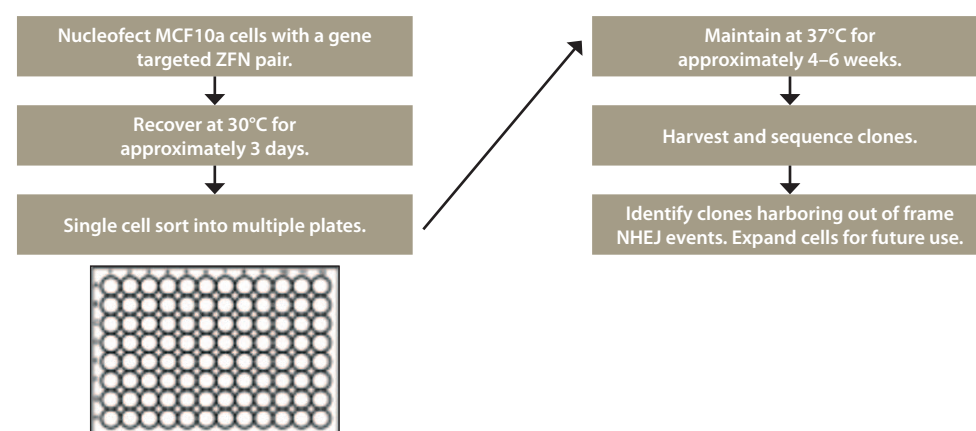 Nucleofect MCF10a cells with a gene
targeted ZFN pair.
Recover at 30°C for
approximately 3 days.
Single cell sort into multiple plates.
Maintain at 37°C for
approximately 4–6 weeks.
Harvest and sequence clones.
Identify clones harboring out of frame
NHEJ events. Expand cells for future use.